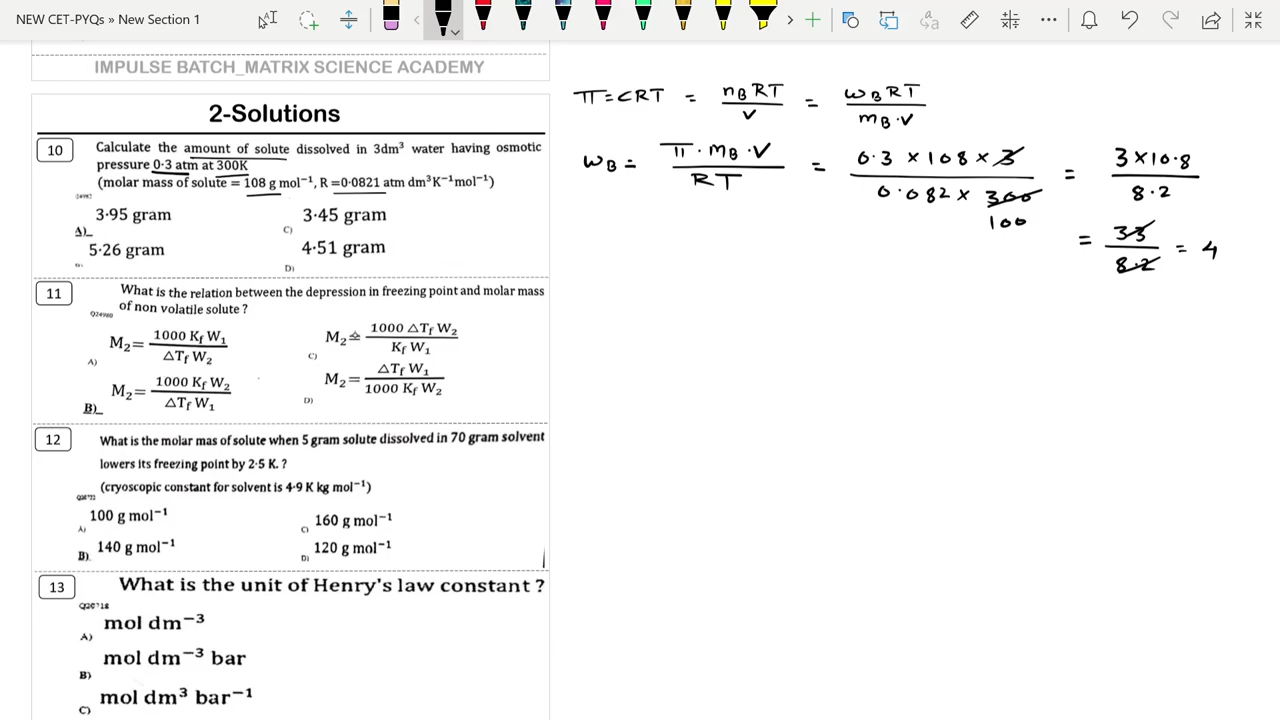 NEW CET-PYQs » New Section 1
IMPULSE BATCH_MATRIX SCIENCE ACADEMY
2-Solutions
10 Calculate the amount of solute dissolved in 3dm³ water having osmotic
pressure 0·3 atm at 300K
(molar mass of solute = 108 g mol⁻¹, R =0·0821 atm dm³K⁻¹mol⁻¹)
A) 3·95 gram
C) 3·45 gram
5·26 gram
D) 4·51 gram
11 What is the relation between the depression in freezing point and molar mass
of non volatile solute ?
A) M₂ = 1000 K_f W₁ / ΔT_f W₂
C) M₂ = 1000 ΔT_f W₂ / K_f W₁
B) M₂ = 1000 K_f W₂ / ΔT_f W₁
D) M₂ = ΔT_f W₁ / 1000 K_f W₂
12 What is the molar mas of solute when 5 gram solute dissolved in 70 gram solvent
lowers its freezing point by 2·5 K. ?
(cryoscopic constant for solvent is 4·9 K kg mol⁻¹)
A) 100 g mol⁻¹
C) 160 g mol⁻¹
B) 140 g mol⁻¹
D) 120 g mol⁻¹
13 What is the unit of Henry's law constant ?
A) mol dm⁻³
B) mol dm⁻³ bar
C) mol dm³ bar⁻¹
π = CRT = n_B RT / V = w_B RT / m_B · V
w_B = π · m_B · V / RT = 0.3 × 108 × 3 / 0.082 × 300 = 3 × 10.8 / 8.2
100
= 33 / 8.2 = 4